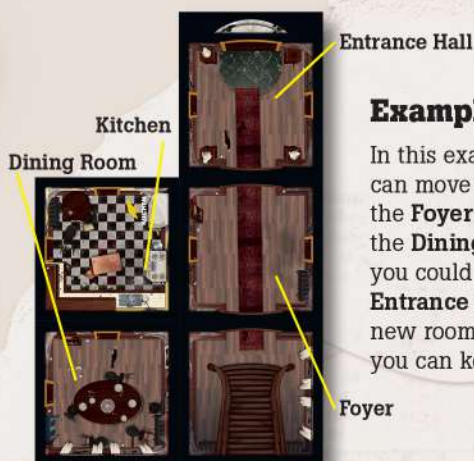 Entrance Hall
Kitchen
Dining Room
Foyer
Exampl
In this exa
can move
the Foyer
the Dining
you could
Entrance
new room
you can ke